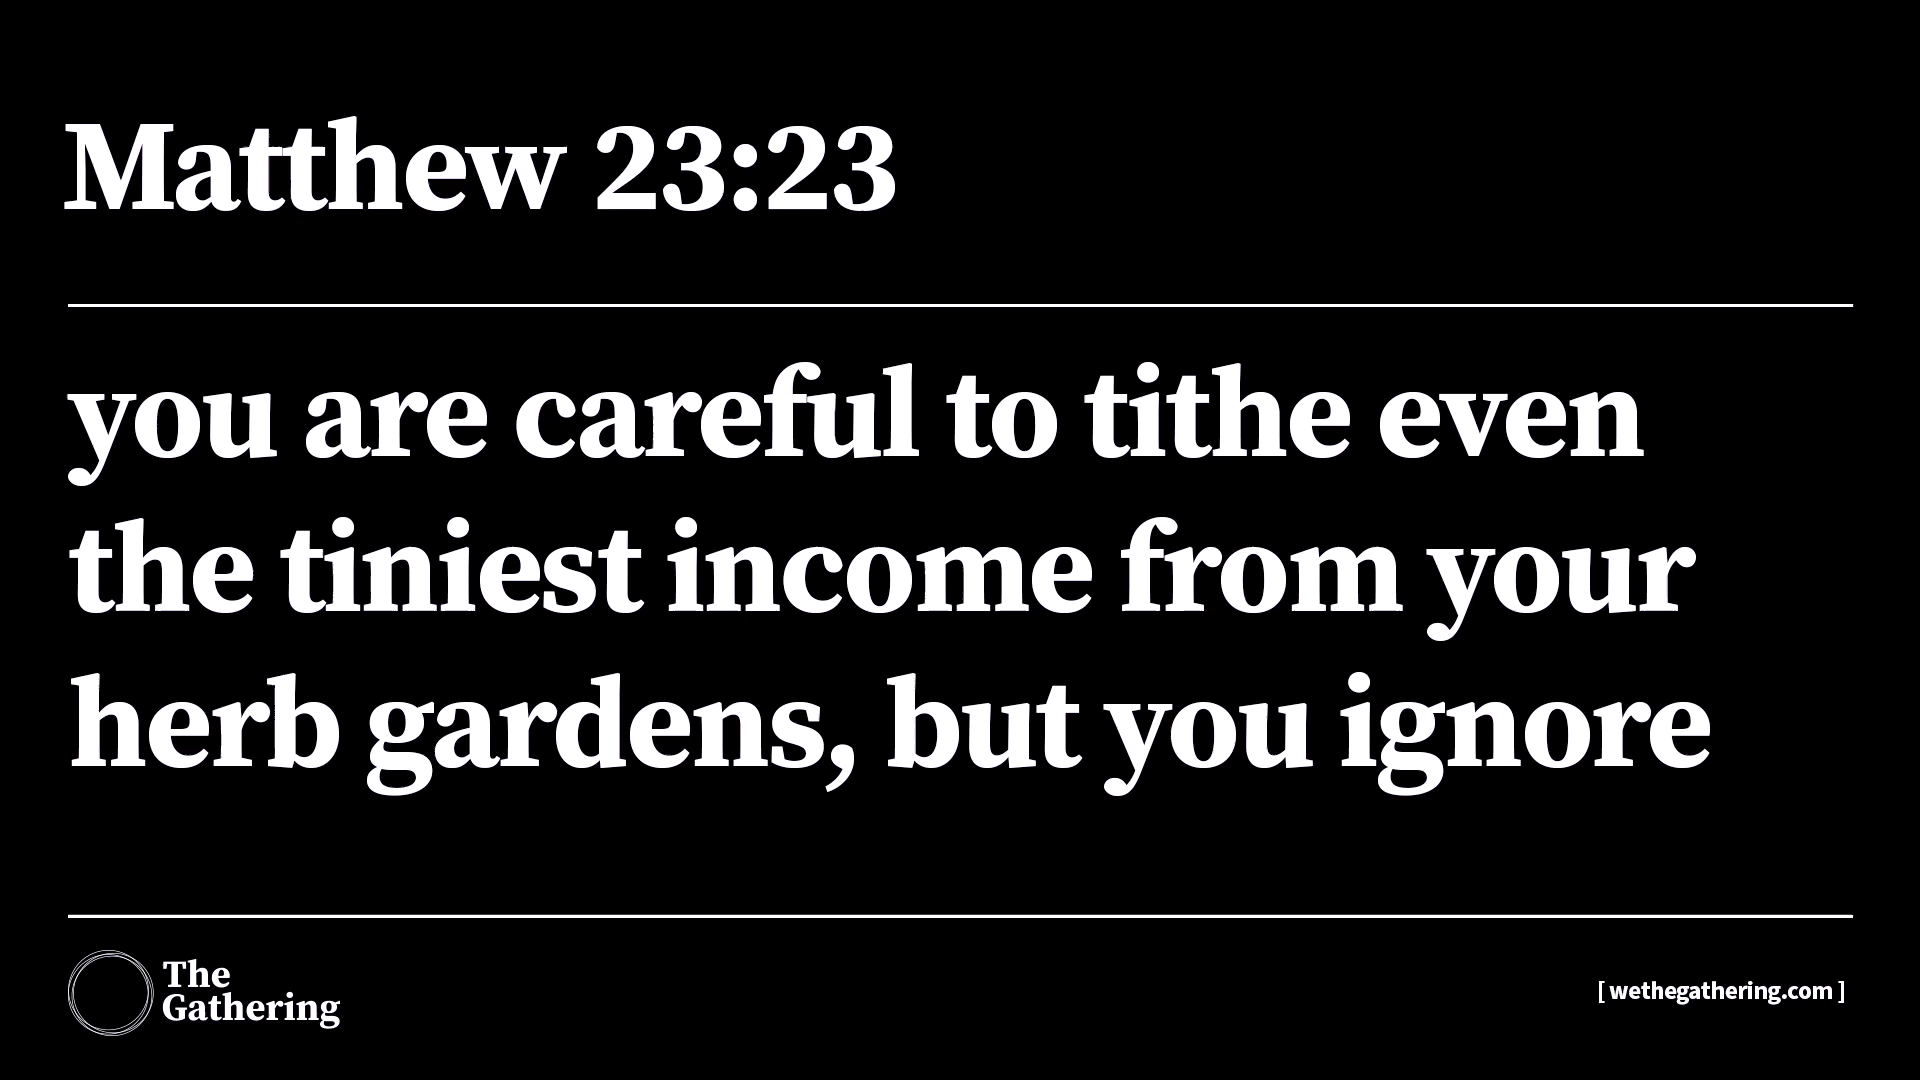 Matthew 23:23
you are careful to tithe even
the tiniest income from your
herb gardens, but you ignore
The
Gathering
[ wethegathering.com ]